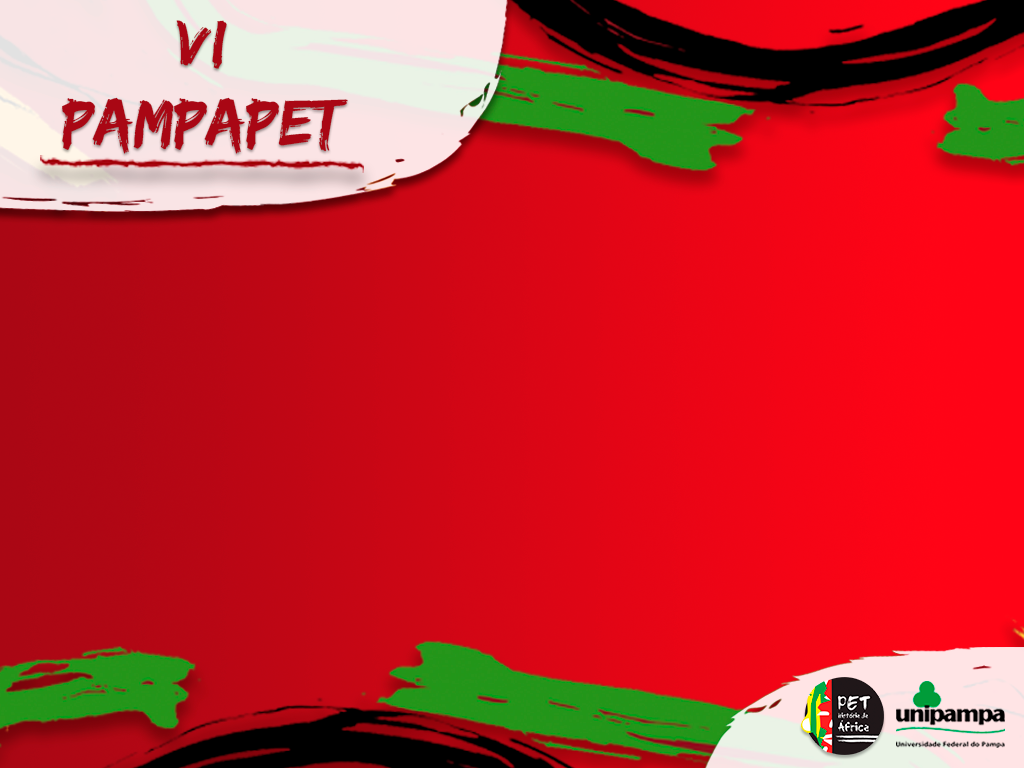 VI
PAMPAPET
PET
História da
África
unipampa
Universidade Federal do Pampa